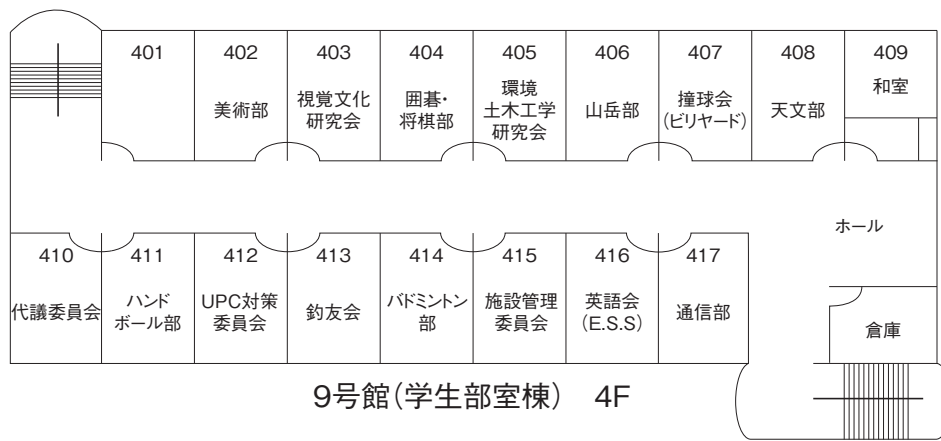 401
402
美術部
403
視覚文化
研究会
404
囲碁・
将棋部
405
環境
土木工学
研究会
406
山岳部
407
撞球会
(ビリヤード)
408
天文部
409
和室
ホール
410
代議委員会
411
ハンド
ボール部
412
UPC対策
委員会
413
釣友会
414
バドミントン
部
415
施設管理
委員会
416
英語会
(E.S.S)
417
通信部
倉庫
9号館(学生部室棟) 4F